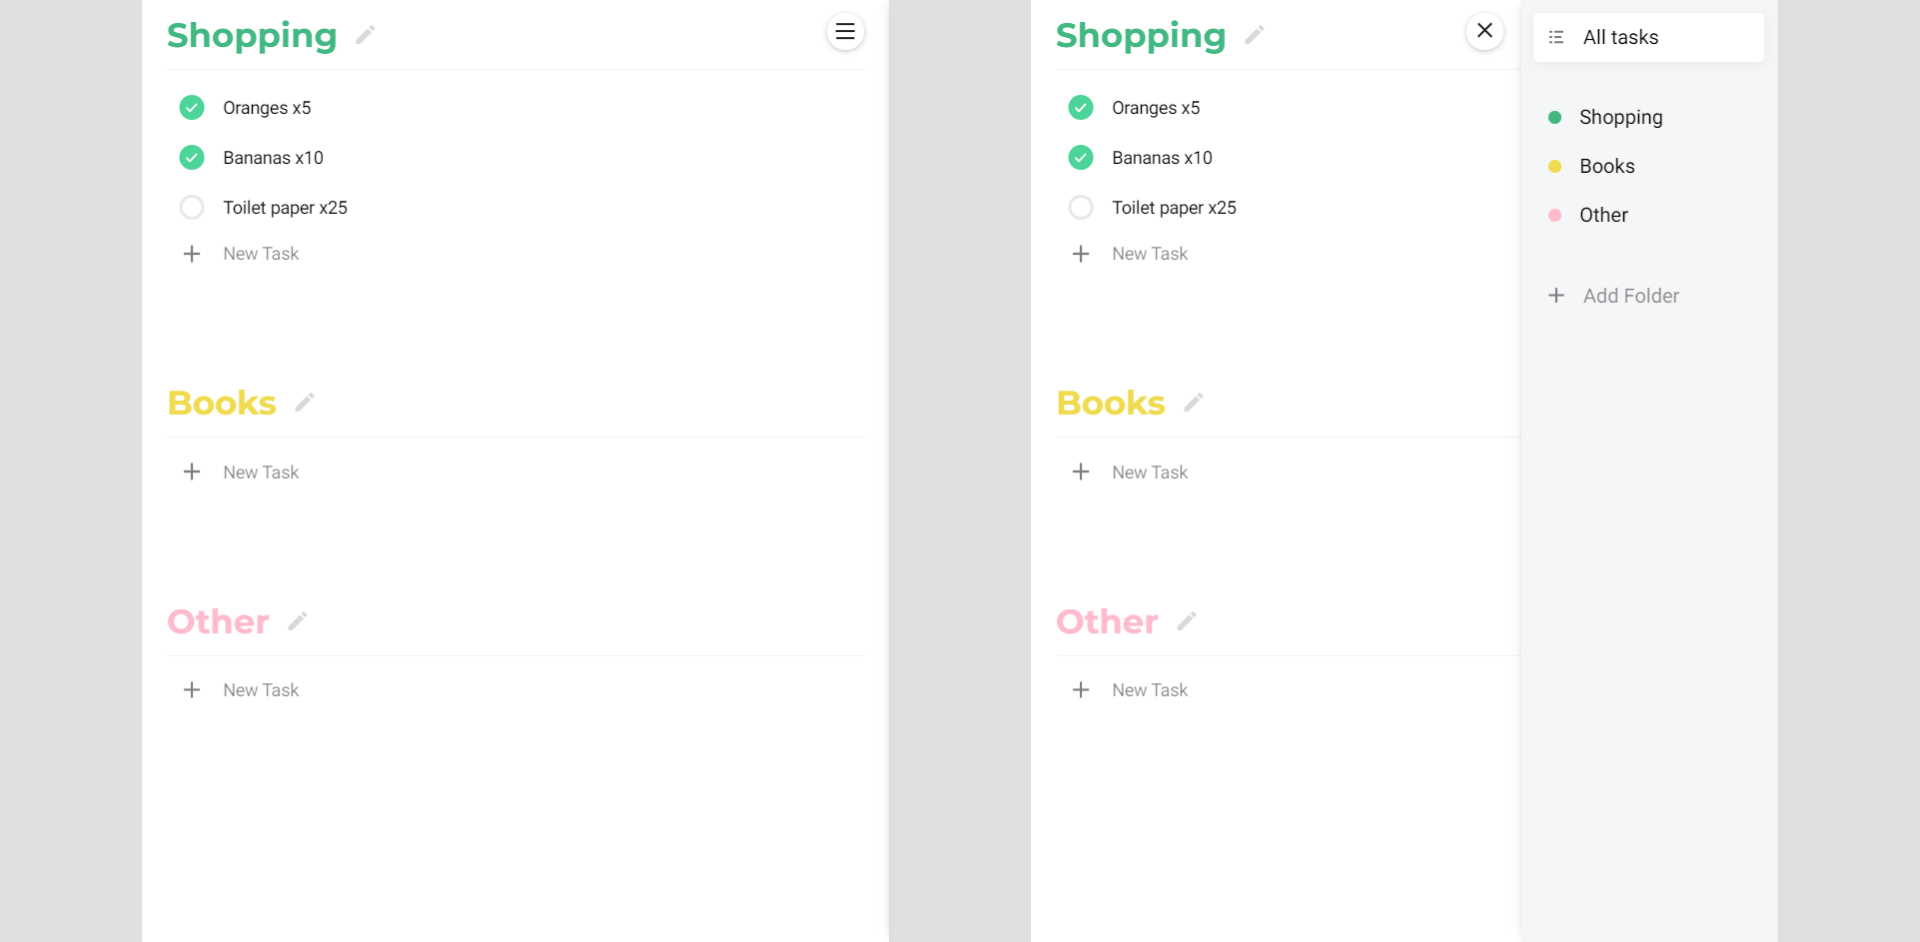 Shopping
Oranges x5
Bananas x10
Toilet paper x25
New Task
Books
New Task
Other
New Task
Shopping
Oranges x5
Bananas x10
Toilet paper x25
New Task
Books
New Task
Other
New Task
All tasks
Shopping
Books
Other
Add Folder